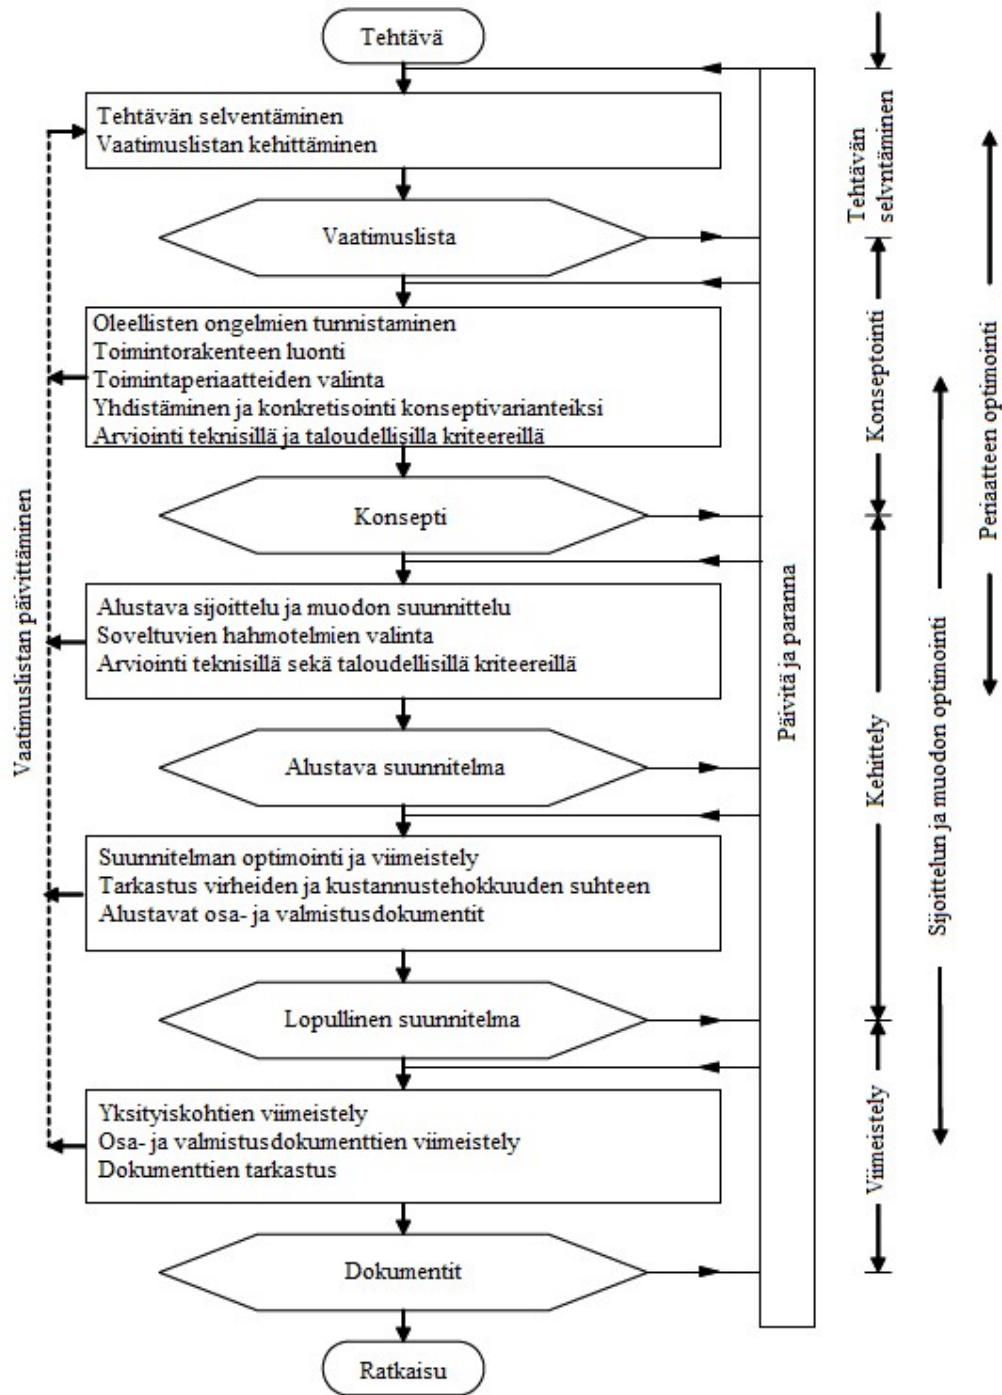 Tehtävä
Tehtävän selventäminen
Vaatimuslistan kehittäminen
Vaatimuslista
Oleellisten ongelmien tunnistaminen
Toimintorakenteen luonti
Toimintaperiaatteiden valinta
Yhdistäminen ja konkretisointi konseptivarianteiksi
Arviointi teknisillä ja taloudellisilla kriteereillä
Konsepti
Alustava sijoittelu ja muodon suunnittelu
Soveltuvien hahmotelmien valinta
Arviointi teknisillä sekä taloudellisillä kriteereillä
Alustava suunnitelma
Suunnitelman optimointi ja viimeistely
Tarkastus virheiden ja kustannustehokkuuden suhteen
Alustavat osa- ja valmistusdokumentit
Lopullinen suunnitelma
Yksityiskohtien viimeistely
Osa- ja valmistusdokumenttien viimeistely
Dokumenttien tarkastus
Dokumentit
Ratkaisu
Vaatimuslistan päivittäminen
Päivitä ja paranna
Tehtävän
selvntäminen
Konseptointi
Kehittely
Viimeistely
Sijoittelun ja muodon optimointi
Periaatteen optimointi